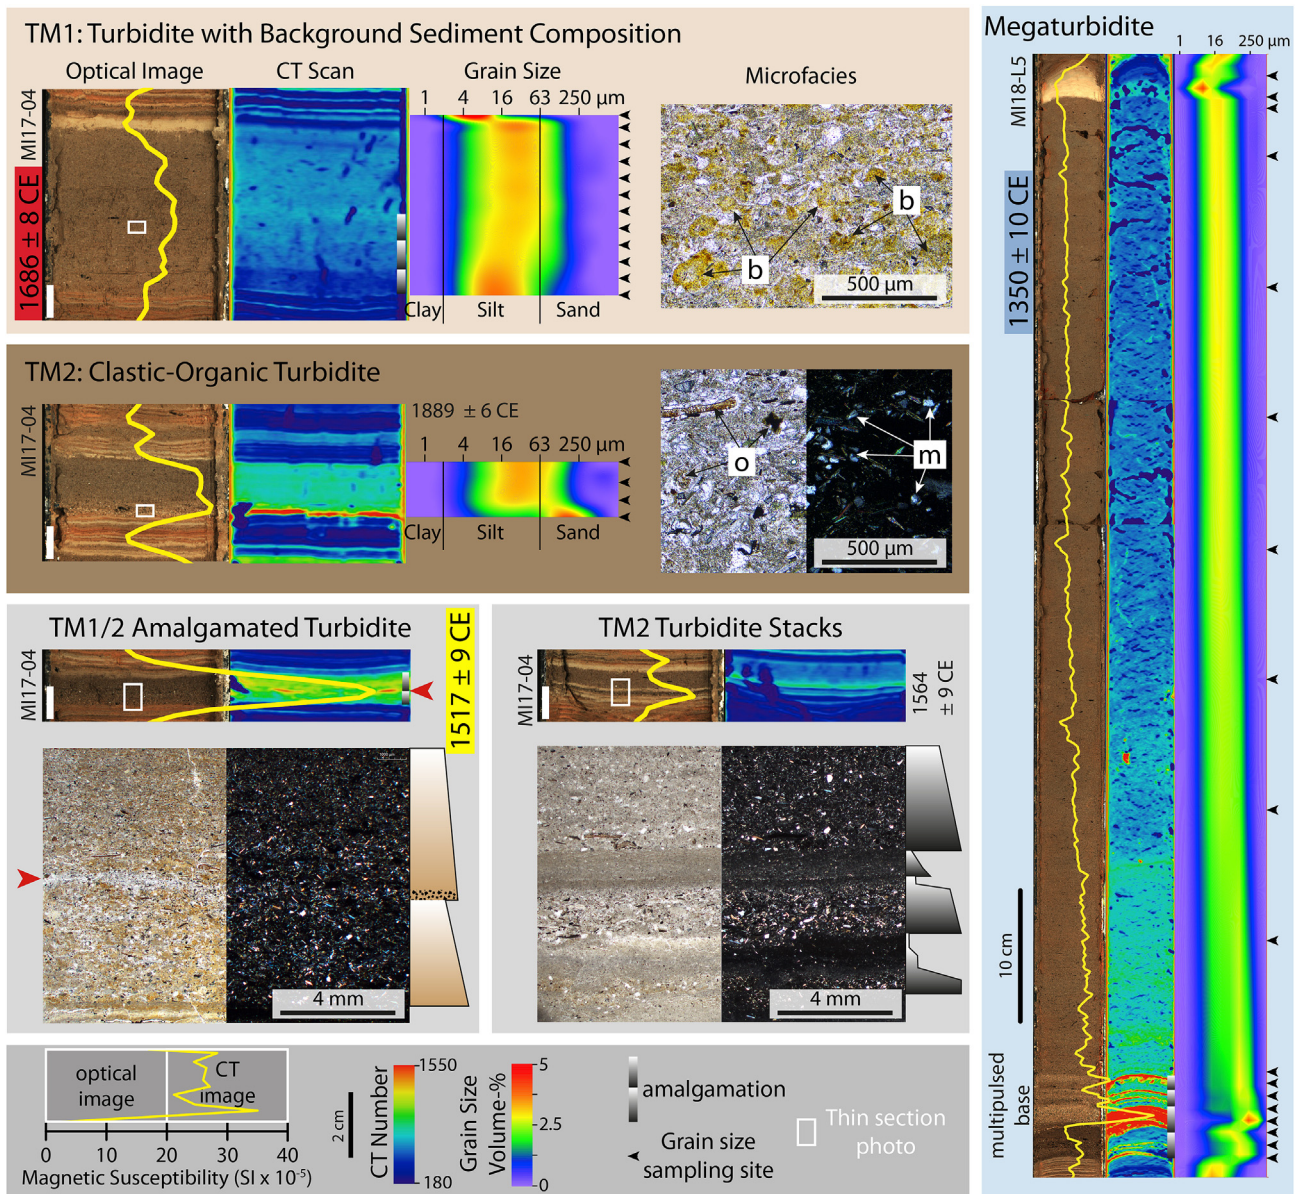 TM1: Turbidite with Background Sediment Composition
Optical Image
CT Scan
Grain Size
Microfacies
1 4 16 63 250 μm
MI17-04
1686 ± 8 CE
Clay Silt Sand
b
b
500 μm
TM2: Clastic-Organic Turbidite
MI17-04
1889 ± 6 CE
1 4 16 63 250 μm
Clay Silt Sand
o
m
500 μm
TM1/2 Amalgamated Turbidite
MI17-04
1517 ± 9 CE
4 mm
TM2 Turbidite Stacks
MI17-04
1564
± 9 CE
4 mm
optical
image
CT
image
0 10 20 30 40
Magnetic Susceptibility (SI x 10⁻⁵)
2 cm
CT Number
1550
180
Grain Size
Volume-%
5
2.5
0
amalgamation
Grain size
sampling site
Thin section
photo
Megaturbidite
1 16 250 μm
MI18-L5
1350 ± 10 CE
10 cm
multipulsed
base